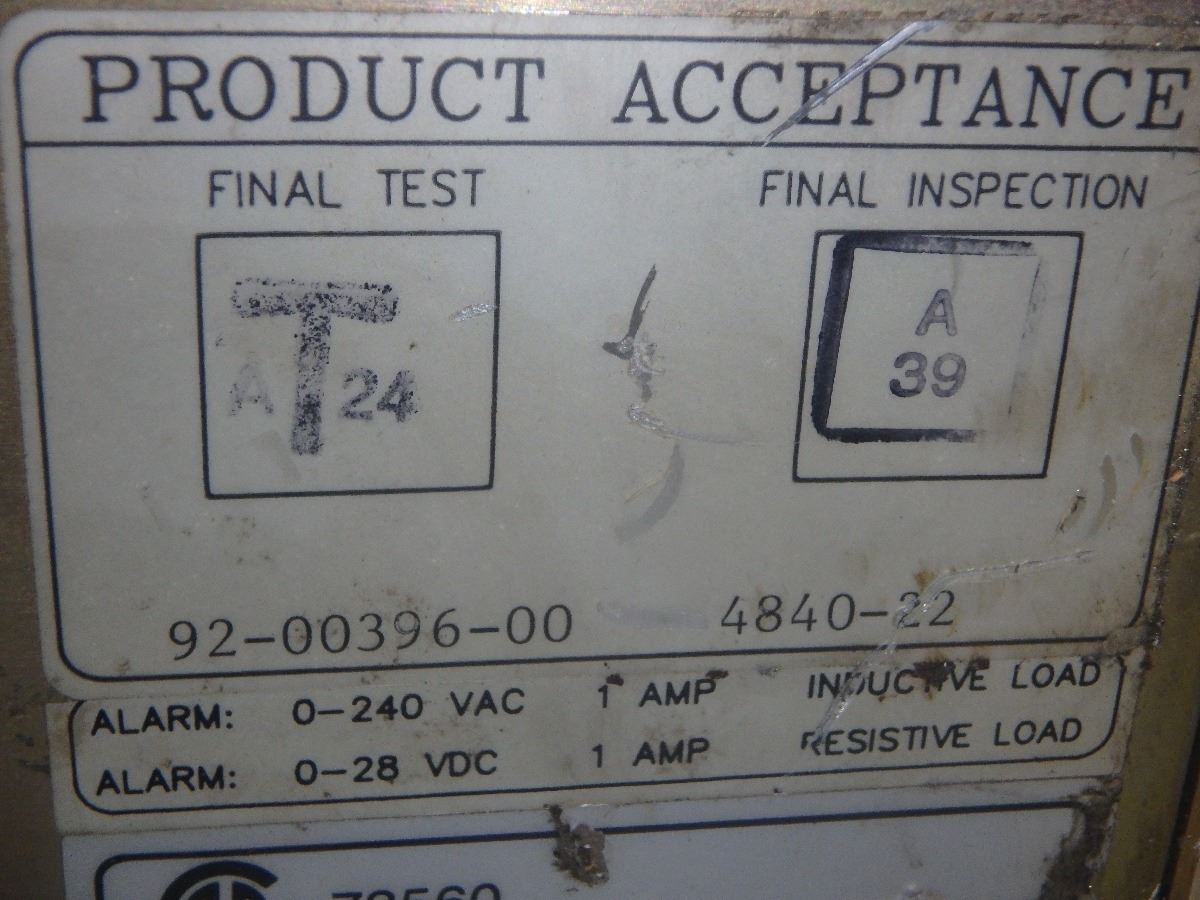 PRODUCT ACCEPTANCE
FINAL TEST FINAL INSPECTION
T
A 24
A
39
92-00396-00 4840-22
ALARM: 0-240 VAC 1 AMP INDUCTIVE LOAD
ALARM: 0-28 VDC 1 AMP RESISTIVE LOAD